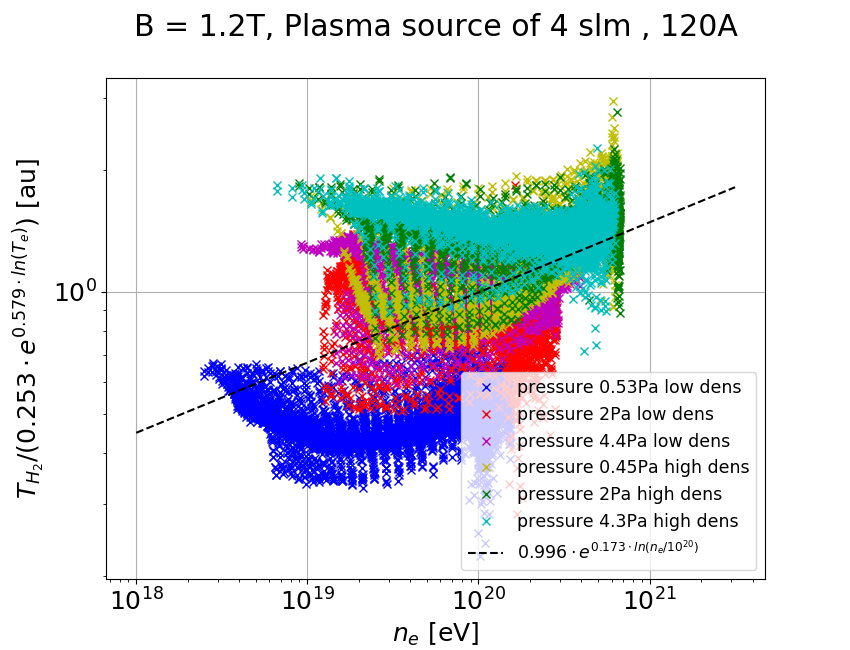 B = 1.2T, Plasma source of 4 slm , 120A
T_{H_2}/(0.253 · e^{0.579 · ln(T_e)}) [au]
10^0
pressure 0.53Pa low dens
pressure 2Pa low dens
pressure 4.4Pa low dens
pressure 0.45Pa high dens
pressure 2Pa high dens
pressure 4.3Pa high dens
0.996 · e^{0.173 · ln(n_e/10^{20})}
10^{18} 10^{19} 10^{20} 10^{21}
n_e [eV]